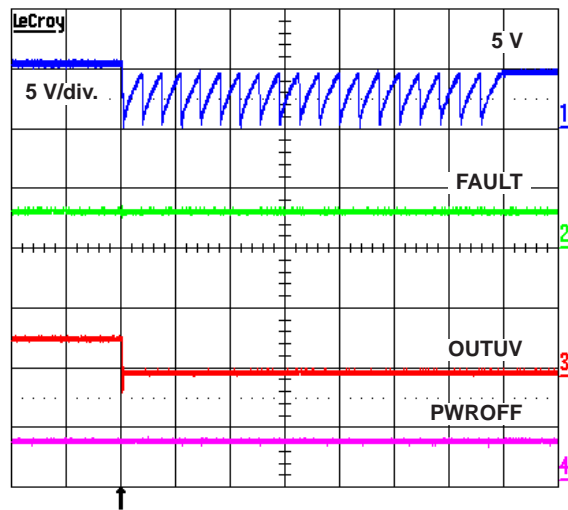 LeCroy
5 V
5 V/div.
1
FAULT
2
OUTUV
3
PWROFF
4